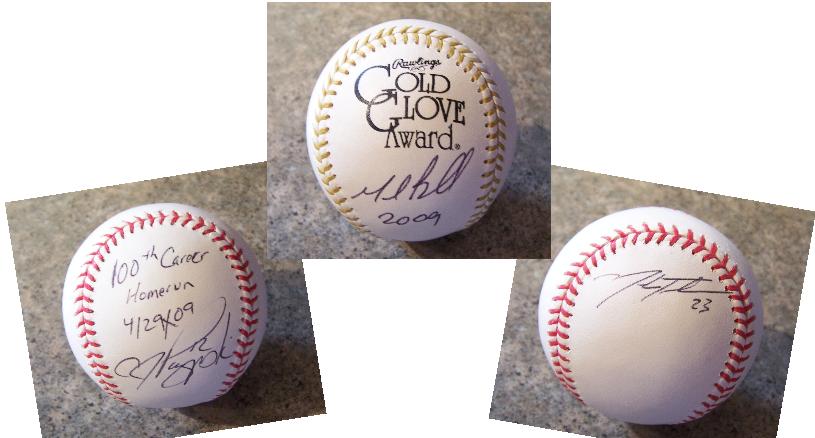 Rawlings
GOLD
GLOVE
Award®
2009
100th Career
Homerun
4/29/09
23